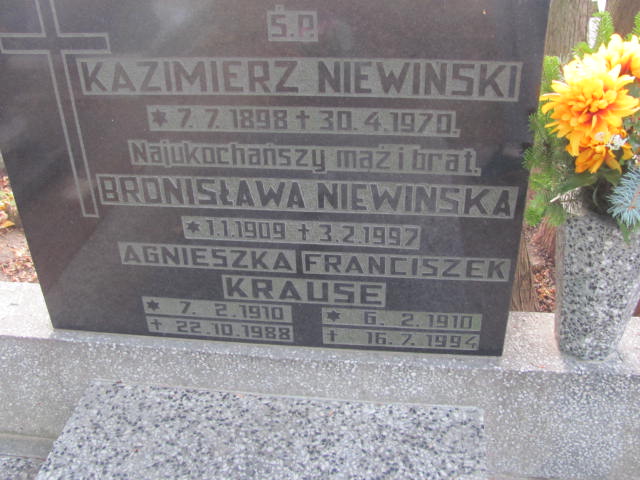 Ś.P.
KAZIMIERZ NIEWIŃSKI
* 7. 7. 1898 + 30. 4. 1970.
Najukochańszy mąż i brat.
BRONISŁAWA NIEWIŃSKA
* 1.1.1909 + 3.2.1997
AGNIESZKA FRANCISZEK
KRAUSE
* 7. 2. 1910 * 6. 2. 1910
+ 22. 10. 1988 + 16. 7. 1994